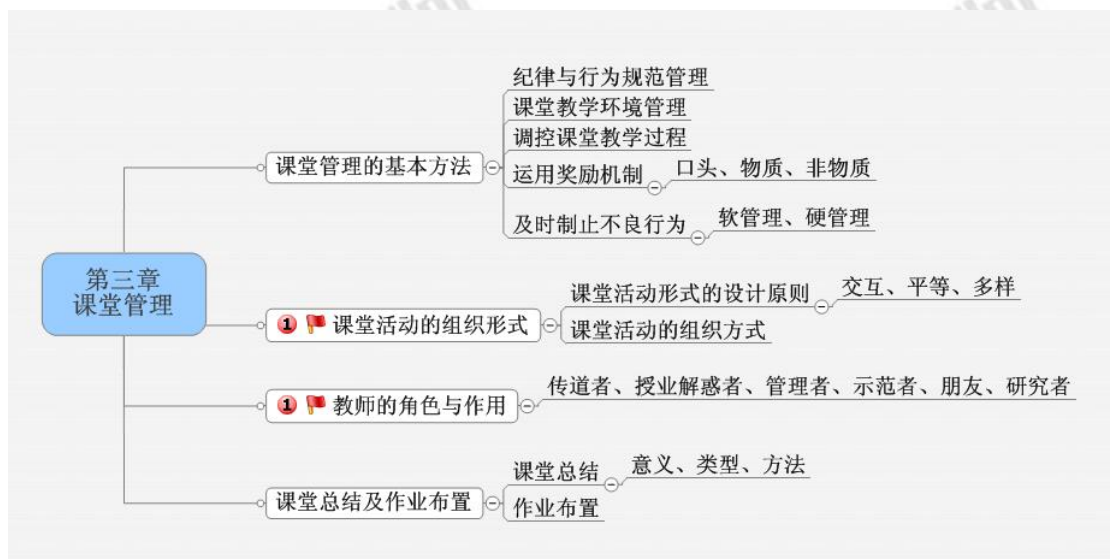 纪律与行为规范管理
课堂教学环境管理
调控课堂教学过程
课堂管理的基本方法
运用奖励机制
口头、物质、非物质
及时制止不良行为
软管理、硬管理
第三章
课堂管理
课堂活动形式的设计原则
交互、平等、多样
1 课堂活动的组织形式
课堂活动的组织方式
1 教师的角色与作用
传道者、授业解惑者、管理者、示范者、朋友、研究者
课堂总结
意义、类型、方法
课堂总结及作业布置
作业布置